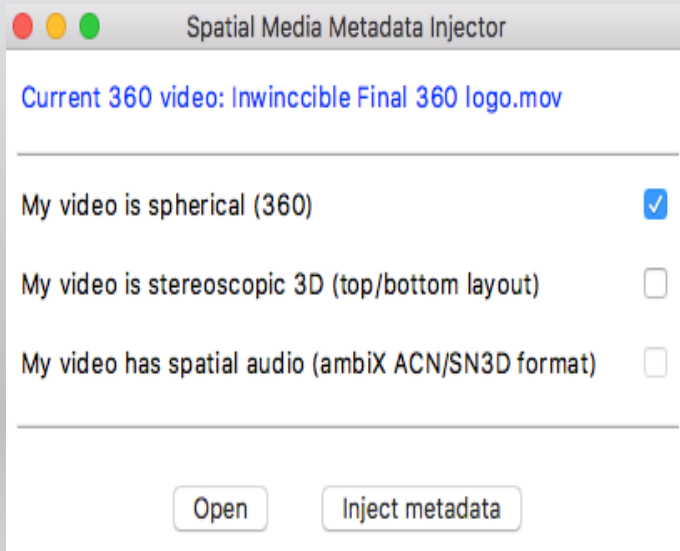 Spatial Media Metadata Injector
Current 360 video: Inwinccible Final 360 logo.mov
My video is spherical (360)
My video is stereoscopic 3D (top/bottom layout)
My video has spatial audio (ambiX ACN/SN3D format)
Open Inject metadata